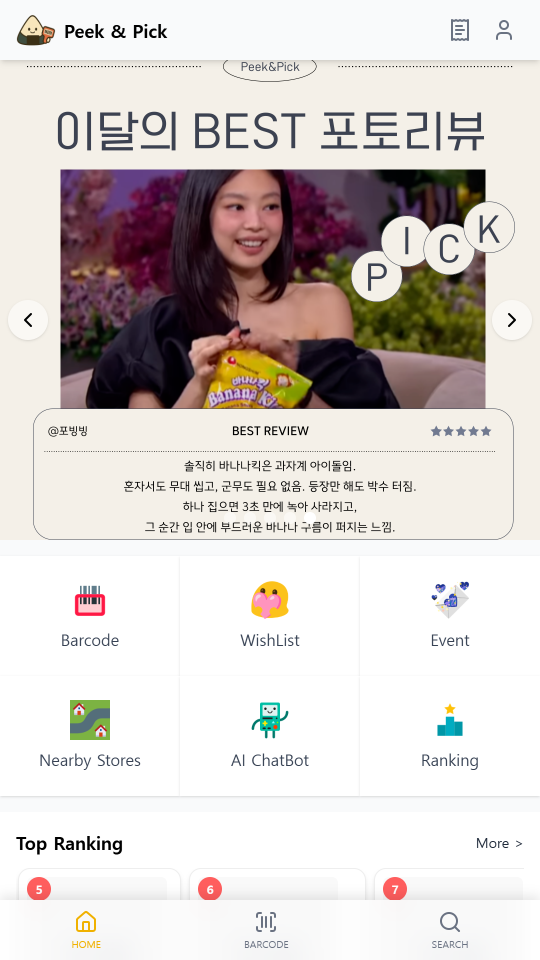 Peek & Pick
Peek&Pick
이달의 BEST 포토리뷰
PICK
Banana Kick
@포빙빙
BEST REVIEW
솔직히 바나나킥은 과자계 아이돌임.
혼자서도 무대 씹고, 군무도 필요 없음. 등장만 해도 박수 터짐.
하나 집으면 3초 만에 녹아 사라지고,
그 순간 입 안에 부드러운 바나나 구름이 퍼지는 느낌.
Barcode
WishList
Event
Nearby Stores
AI ChatBot
Ranking
Top Ranking
More >
5
6
7
HOME
BARCODE
SEARCH